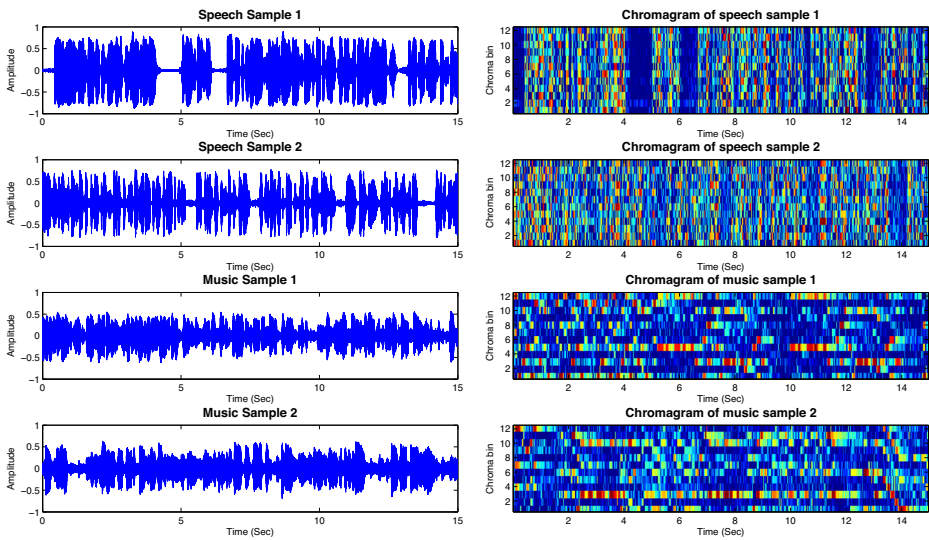 Speech Sample 1
Amplitude
1
0.5
0
−0.5
−1
0 5 10 15
Time (Sec)
Chromagram of speech sample 1
Chroma bin
12
10
8
6
4
2
2 4 6 8 10 12 14
Time (Sec)
Speech Sample 2
Amplitude
1
0.5
0
−0.5
−1
0 5 10 15
Time (Sec)
Chromagram of speech sample 2
Chroma bin
12
10
8
6
4
2
2 4 6 8 10 12 14
Time (Sec)
Music Sample 1
Amplitude
1
0.5
0
−0.5
−1
0 5 10 15
Time (Sec)
Chromagram of music sample 1
Chroma bin
12
10
8
6
4
2
2 4 6 8 10 12 14
Time (Sec)
Music Sample 2
Amplitude
1
0.5
0
−0.5
−1
0 5 10 15
Time (Sec)
Chromagram of music sample 2
Chroma bin
12
10
8
6
4
2
2 4 6 8 10 12 14
Time (Sec)